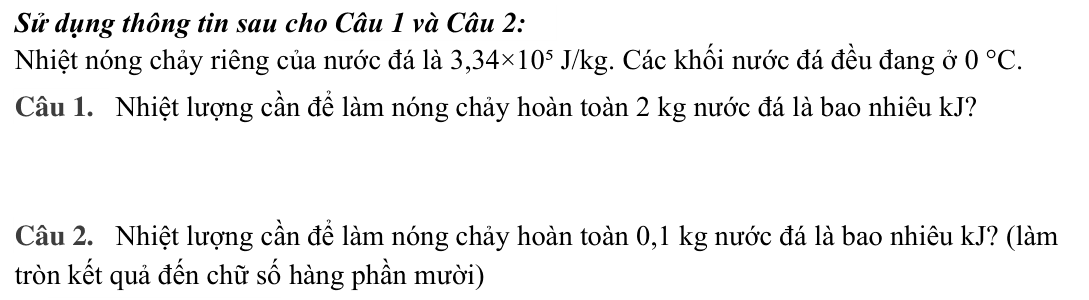 Sử dụng thông tin sau cho Câu 1 và Câu 2:
Nhiệt nóng chảy riêng của nước đá là 3,34×10⁵ J/kg. Các khối nước đá đều đang ở 0 °C.
Câu 1. Nhiệt lượng cần để làm nóng chảy hoàn toàn 2 kg nước đá là bao nhiêu kJ?
Câu 2. Nhiệt lượng cần để làm nóng chảy hoàn toàn 0,1 kg nước đá là bao nhiêu kJ? (làm
tròn kết quả đến chữ số hàng phần mười)